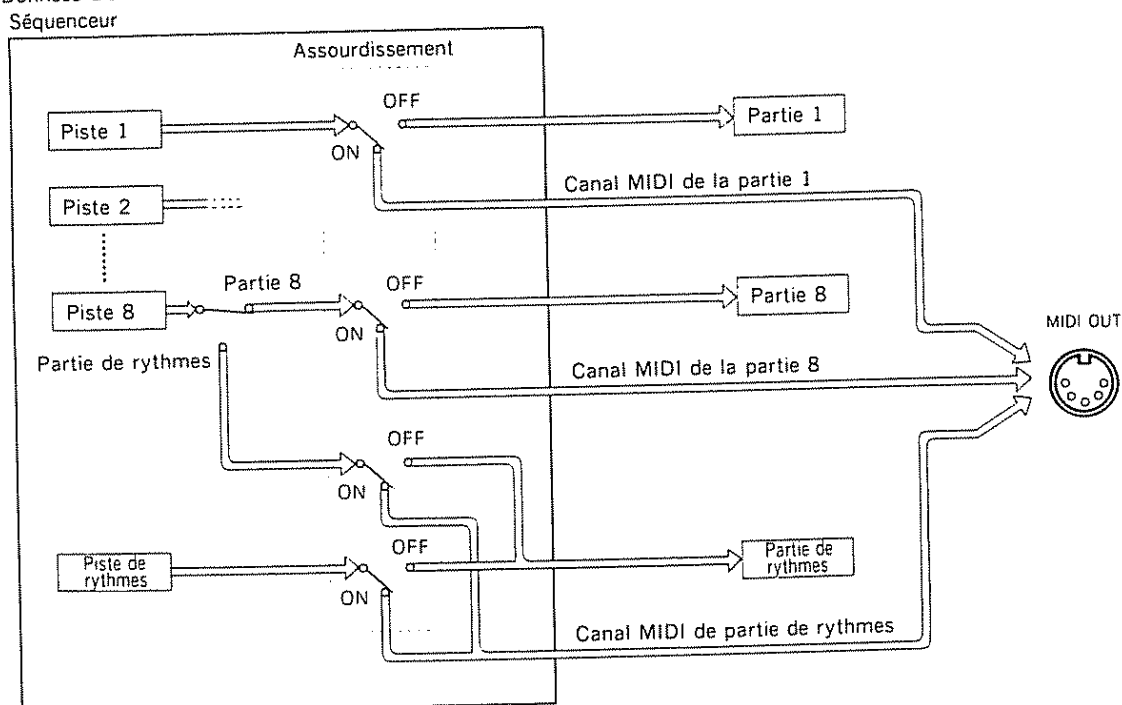 Séquenceur
Assourdissement
OFF
Piste 1
Partie 1
ON
Canal MIDI de la partie 1
Piste 2
Partie 8
OFF
Piste 8
Partie 8
ON
MIDI OUT
Partie de rythmes
Canal MIDI de la partie 8
OFF
ON
OFF
Piste de
rythmes
Partie de
rythmes
ON
Canal MIDI de partie de rythmes